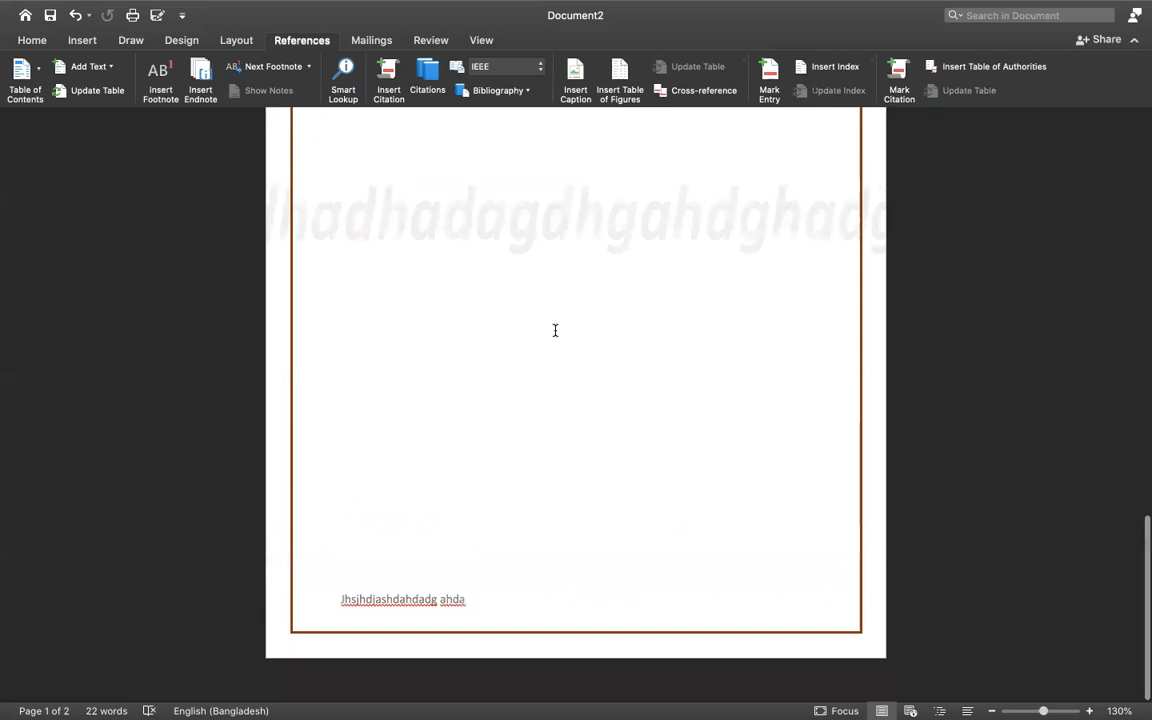 Document2
Search in Document
Home Insert Draw Design Layout References Mailings Review View
Share
Table of Contents
Add Text
Update Table
AB1
Insert Footnote
Insert Endnote
AB1 Next Footnote
Show Notes
Smart Lookup
Insert Citation
Citations
IEEE
Bibliography
Insert Caption
Insert Table of Figures
Update Table
Cross-reference
Mark Entry
Insert Index
Update Index
Mark Citation
Insert Table of Authorities
Update Table
dhadhadagdhgahdghadg
Jhsjhdjashdahdadg ahda
Page 1 of 2 22 words English (Bangladesh) Focus 130%